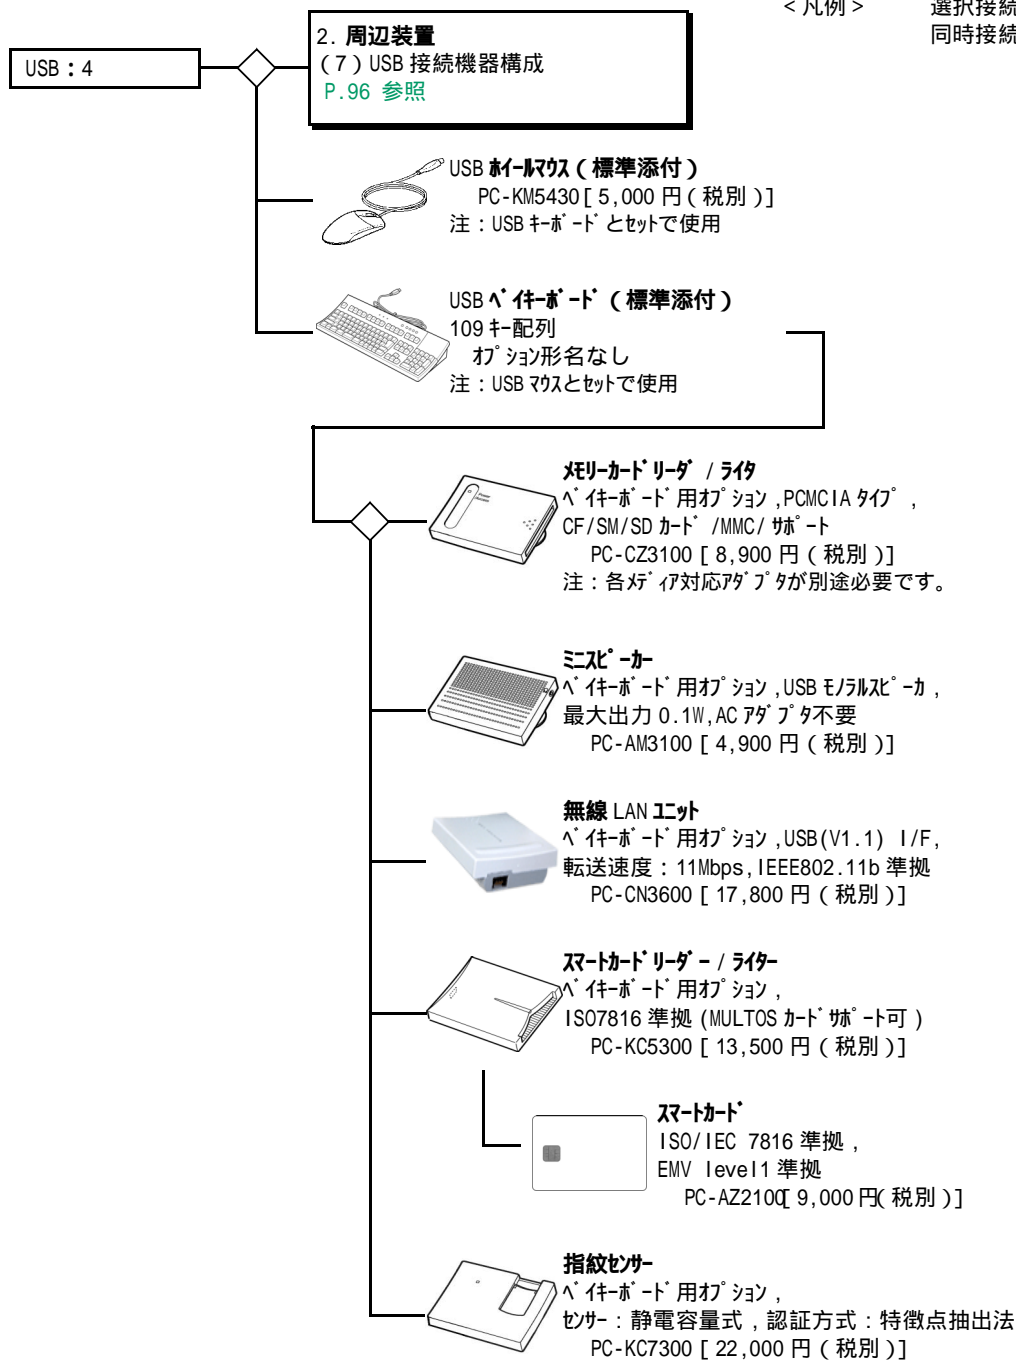 <凡例> 選択接続
同時接続
USB：4
2. 周辺装置
(7) USB 接続機器構成
P.96 参照
USB ﾎｲｰﾙﾏｳｽ (標準添付)
PC-KM5430[ 5,000 円 ( 税別 )]
注：USB ｷｰﾎﾞｰﾄﾞとｾｯﾄで使用
USB ﾍﾞｲｷｰﾎﾞｰﾄﾞ (標準添付)
109 ｷｰ配列
ｵﾌﾟｼｮﾝ形名なし
注：USB ﾏｳｽとｾｯﾄで使用
ﾒﾓﾘｰｶｰﾄﾞﾘｰﾀﾞ / ﾗｲﾀ
ﾍﾞｲｷｰﾎﾞｰﾄﾞ用ｵﾌﾟｼｮﾝ ,PCMCIA ﾀｲﾌﾟ ,
CF/SM/SD ｶｰﾄﾞ /MMC/ ｻﾎﾟｰﾄ
PC-CZ3100 [ 8,900 円 ( 税別 )]
注：各ﾒﾃﾞｨｱ対応ｱﾀﾞﾌﾟﾀが別途必要です。
ﾐﾆｽﾋﾟｰｶｰ
ﾍﾞｲｷｰﾎﾞｰﾄﾞ用ｵﾌﾟｼｮﾝ ,USB ﾓﾉﾗﾙｽﾋﾟｰｶ ,
最大出力 0.1W,AC ｱﾀﾞﾌﾟﾀ不要
PC-AM3100 [ 4,900 円 ( 税別 )]
無線 LAN ﾕﾆｯﾄ
ﾍﾞｲｷｰﾎﾞｰﾄﾞ用ｵﾌﾟｼｮﾝ ,USB(V1.1) I/F,
転送速度：11Mbps,IEEE802.11b 準拠
PC-CN3600 [ 17,800 円 ( 税別 )]
ｽﾏｰﾄｶｰﾄﾞﾘｰﾀﾞｰ / ﾗｲﾀｰ
ﾍﾞｲｷｰﾎﾞｰﾄﾞ用ｵﾌﾟｼｮﾝ ,
ISO7816 準拠 (MULTOS ｶｰﾄﾞｻﾎﾟｰﾄ可 )
PC-KC5300 [ 13,500 円 ( 税別 )]
ｽﾏｰﾄｶｰﾄﾞ
ISO/IEC 7816 準拠 ,
EMV level1 準拠
PC-AZ2100[ 9,000 円( 税別 )]
指紋ｾﾝｻｰ
ﾍﾞｲｷｰﾎﾞｰﾄﾞ用ｵﾌﾟｼｮﾝ ,
ｾﾝｻｰ：静電容量式 , 認証方式：特徴点抽出法
PC-KC7300 [ 22,000 円 ( 税別 )]